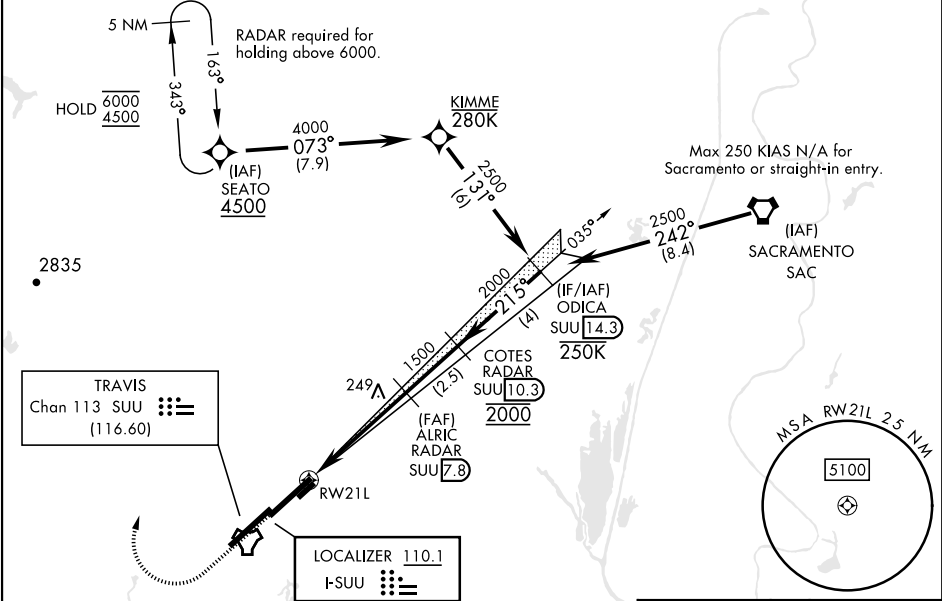 5 NM
RADAR required for
holding above 6000.
163°
343°
HOLD 6000
4500
(IAF)
SEATO
4500
4000
073°
(7.9)
KIMME
280K
2500
131°
(6)
Max 250 KIAS N/A for
Sacramento or straight-in entry.
2500
242°
(8.4)
(IAF)
SACRAMENTO
SAC
035°
2835
2000
215°
(4)
(IF/IAF)
ODICA
SUU 14.3
250K
1500
(2.5)
COTES
RADAR
SUU 10.3
2000
249
(FAF)
ALRIC
RADAR
SUU 7.8
TRAVIS
Chan 113 SUU
(116.60)
RW21L
LOCALIZER 110.1
I-SUU
MSA RW21L 25 NM
5100